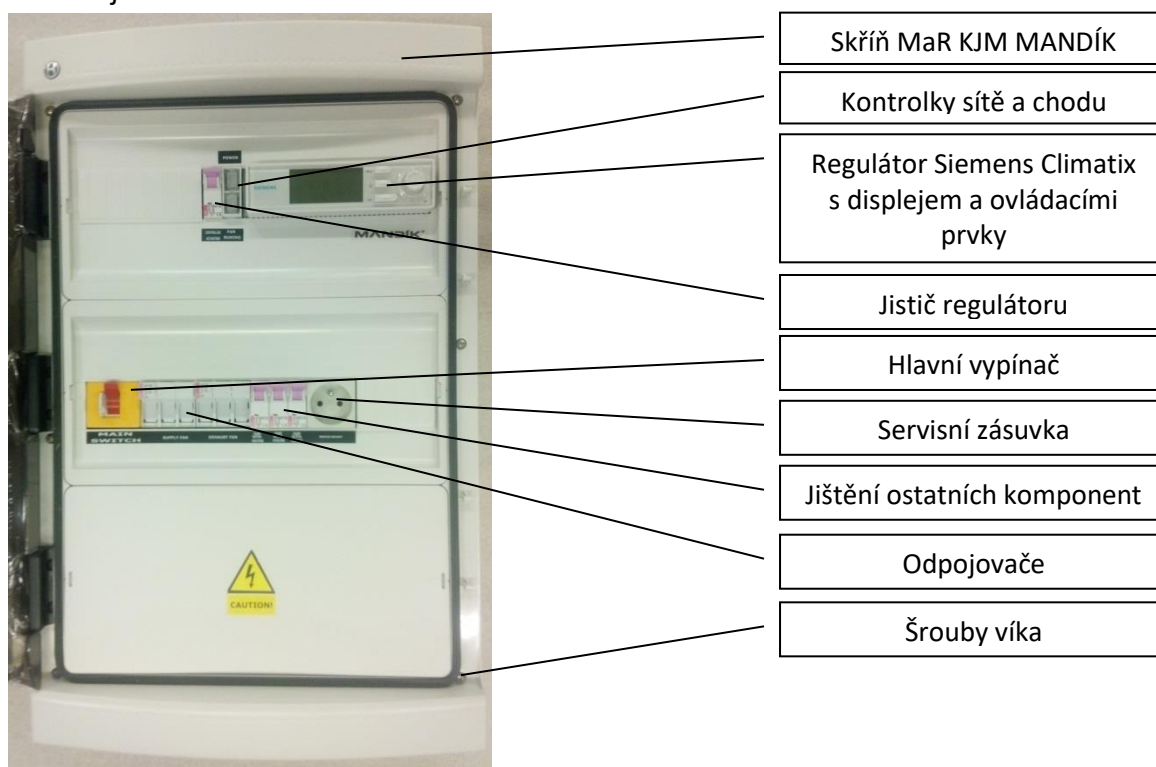 Skříň MaR KJM MANDÍK
Kontrolky sítě a chodu
Regulátor Siemens Climatix
s displejem a ovládacími
prvky
Jistič regulátoru
Hlavní vypínač
Servisní zásuvka
Jištění ostatních komponent
Odpojovače
Šrouby víka
POWER
SIEMENS
MANDÍK
MAIN
SWITCH
SUPPLY FAN
EXHAUST FAN
CAUTION!